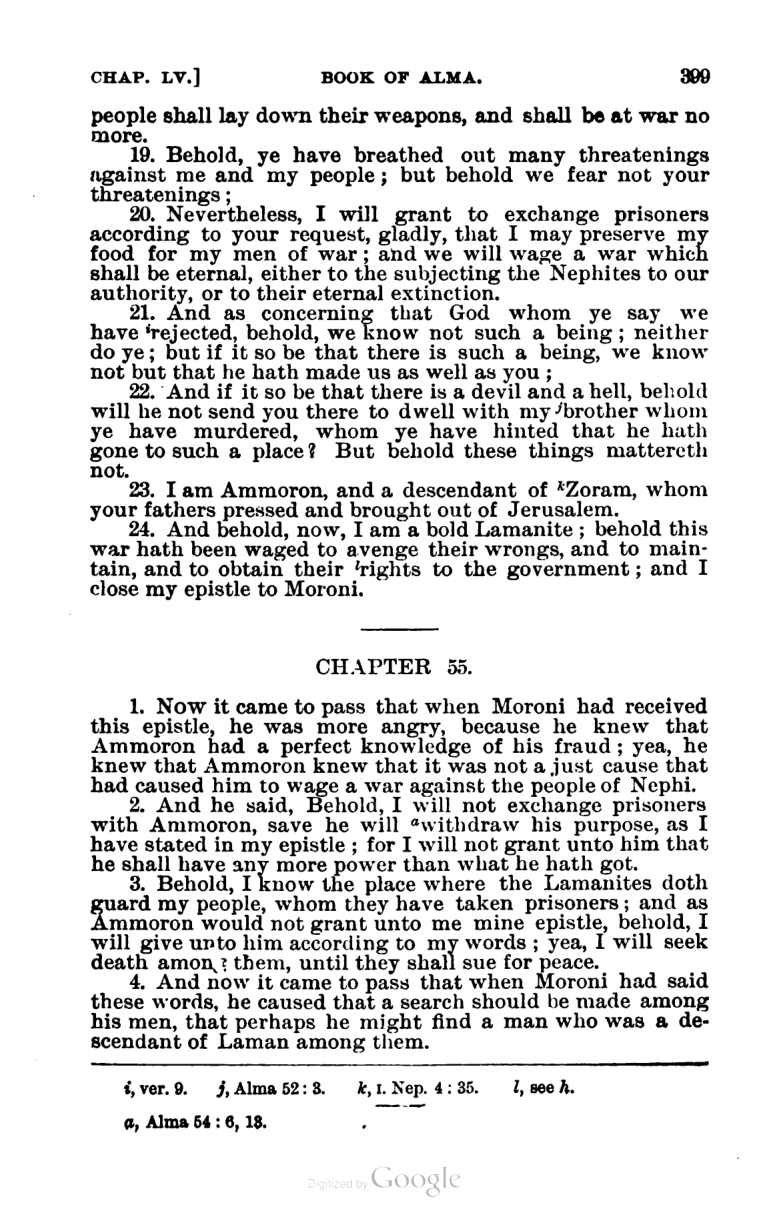 CHAP. LV.] BOOK OF ALMA. 399
people shall lay down their weapons, and shall be at war no
more.
19. Behold, ye have breathed out many threatenings
against me and my people; but behold we fear not your
threatenings;
20. Nevertheless, I will grant to exchange prisoners
according to your request, gladly, that I may preserve my
food for my men of war; and we will wage a war which
shall be eternal, either to the subjecting the Nephites to our
authority, or to their eternal extinction.
21. And as concerning that God whom ye say we
have ⁱrejected, behold, we know not such a being; neither
do ye; but if it so be that there is such a being, we know
not but that he hath made us as well as you;
22. And if it so be that there is a devil and a hell, behold
will he not send you there to dwell with my ʲbrother whom
ye have murdered, whom ye have hinted that he hath
gone to such a place? But behold these things mattereth
not.
23. I am Ammoron, and a descendant of ᵏZoram, whom
your fathers pressed and brought out of Jerusalem.
24. And behold, now, I am a bold Lamanite; behold this
war hath been waged to avenge their wrongs, and to main-
tain, and to obtain their ˡrights to the government; and I
close my epistle to Moroni.
CHAPTER 55.
1. Now it came to pass that when Moroni had received
this epistle, he was more angry, because he knew that
Ammoron had a perfect knowledge of his fraud; yea, he
knew that Ammoron knew that it was not a just cause that
had caused him to wage a war against the people of Nephi.
2. And he said, Behold, I will not exchange prisoners
with Ammoron, save he will ᵃwithdraw his purpose, as I
have stated in my epistle; for I will not grant unto him that
he shall have any more power than what he hath got.
3. Behold, I know the place where the Lamanites doth
guard my people, whom they have taken prisoners; and as
Ammoron would not grant unto me mine epistle, behold, I
will give unto him according to my words; yea, I will seek
death among them, until they shall sue for peace.
4. And now it came to pass that when Moroni had said
these words, he caused that a search should be made among
his men, that perhaps he might find a man who was a de-
scendant of Laman among them.
i, ver. 9. j, Alma 52:3. k, I. Nep. 4:35. l, see h.
a, Alma 54:6, 13.
Digitized by Google